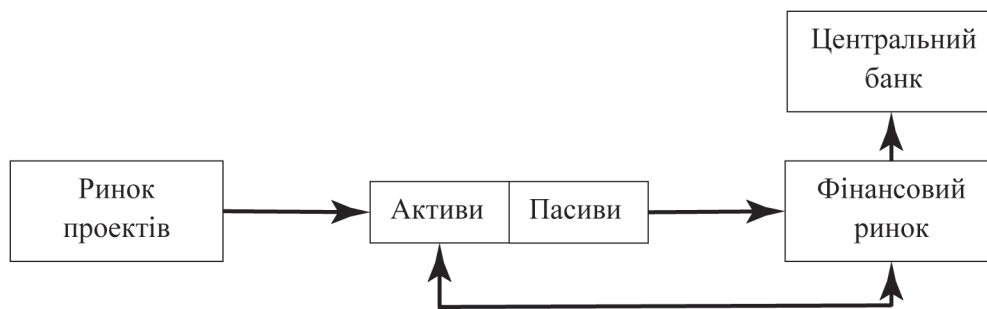 Центральний
банк
Ринок
проектів
Активи
Пасиви
Фінансовий
ринок